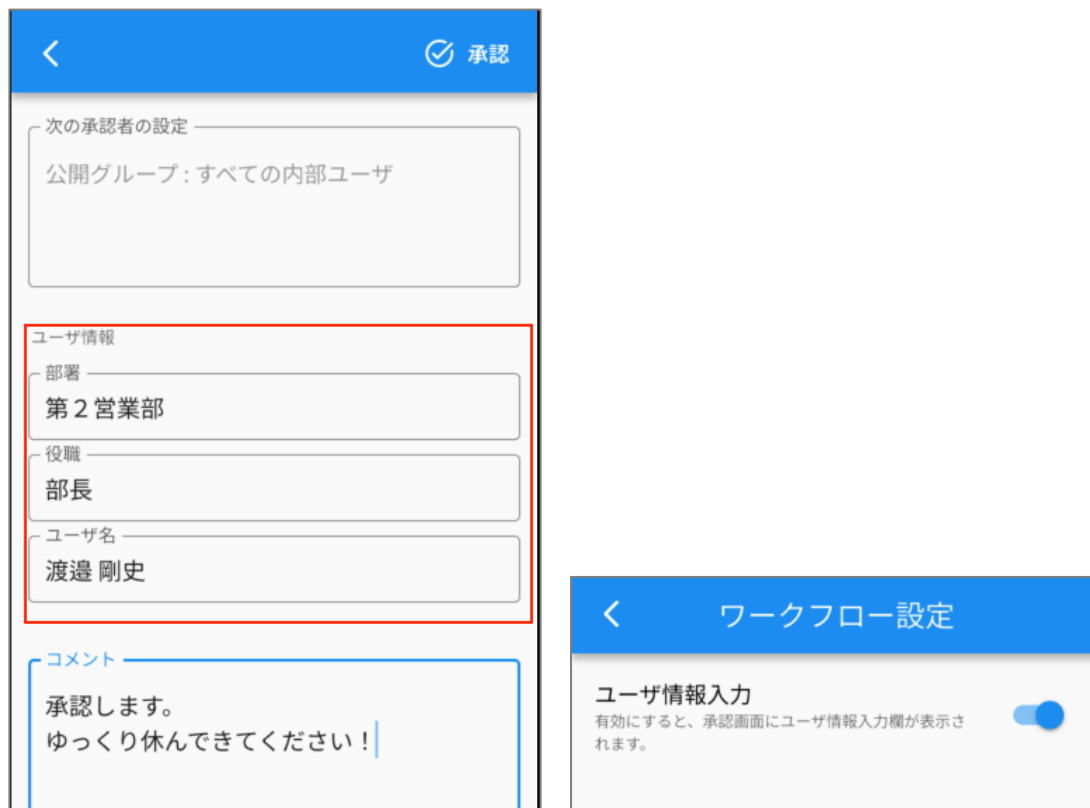 承認
次の承認者の設定
公開グループ : すべての内部ユーザ
ユーザ情報
部署
第２営業部
役職
部長
ユーザ名
渡邉 剛史
コメント
承認します。
ゆっくり休んできてください！
ワークフロー設定
ユーザ情報入力
有効にすると、承認画面にユーザ情報入力欄が表示さ
れます。